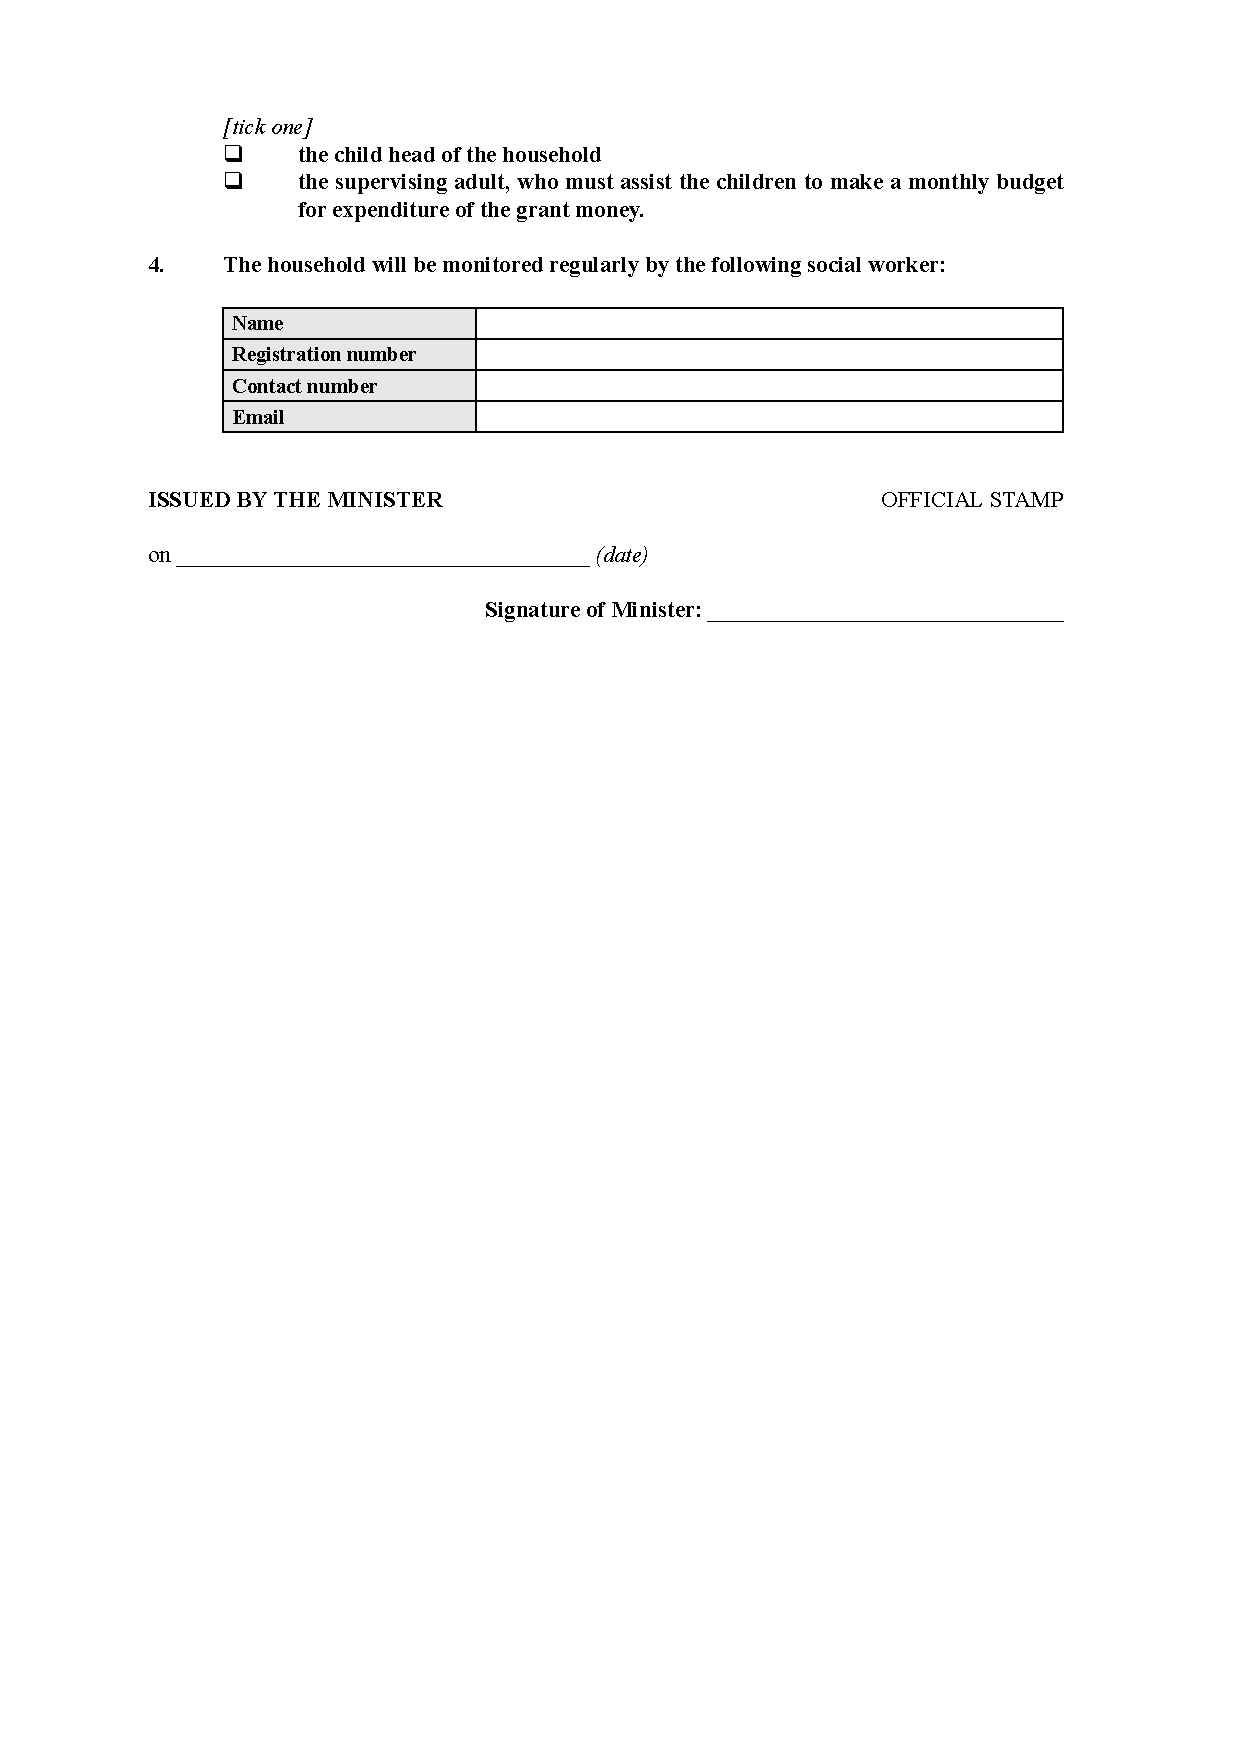 [tick one]
❑ the child head of the household
❑ the supervising adult, who must assist the children to make a monthly budget
for expenditure of the grant money.
4. The household will be monitored regularly by the following social worker:
Name
Registration number
Contact number
Email
ISSUED BY THE MINISTER OFFICIAL STAMP
on _____________________________________ (date)
Signature of Minister: ________________________________